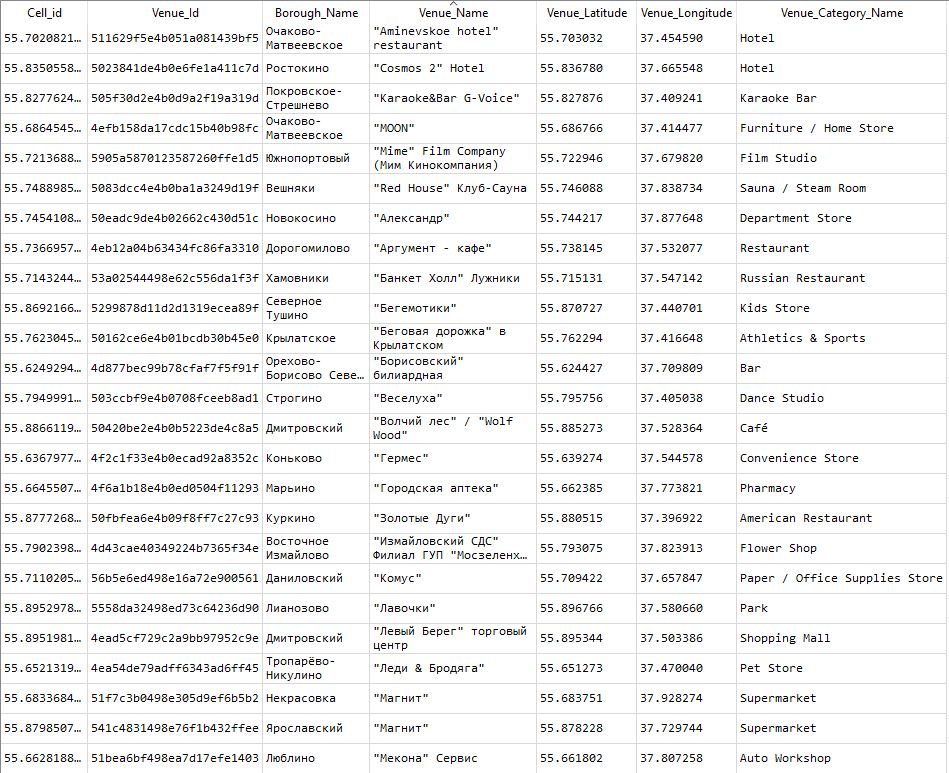 Cell_id Venue_Id Borough_Name Venue_Name Venue_Latitude Venue_Longitude Venue_Category_Name
55.7020821… 511629f5e4b051a081439bf5 Очаково-Матвеевское "Aminevskoe hotel" restaurant 55.703032 37.454590 Hotel
55.8350558… 5023841de4b0e6fe1a411c7d Ростокино "Cosmos 2" Hotel 55.836780 37.665548 Hotel
55.8277624… 505f30d2e4b0d9a2f19a319d Покровское-Стрешнево "Karaoke&Bar G-Voice" 55.827876 37.409241 Karaoke Bar
55.6864545… 4efb158da17cdc15b40b98fc Очаково-Матвеевское "MOON" 55.686766 37.414477 Furniture / Home Store
55.7213688… 5905a5870123587260ffe1d5 Южнопортовый "Mime" Film Company (Мим Кинокомпания) 55.722946 37.679820 Film Studio
55.7488985… 5083dcc4e4b0ba1a3249d19f Вешняки "Red House" Клуб-Сауна 55.746088 37.838734 Sauna / Steam Room
55.7454108… 50eadc9de4b02662c430d51c Новокосино "Александр" 55.744217 37.877648 Department Store
55.7366957… 4eb12a04b63434fc86fa3310 Дорогомилово "Аргумент - кафе" 55.738145 37.532077 Restaurant
55.7143244… 53a02544498e62c556da1f3f Хамовники "Банкет Холл" Лужники 55.715131 37.547142 Russian Restaurant
55.8692166… 5299878d11d2d1319ecea89f Северное Тушино "Бегемотики" 55.870727 37.440701 Kids Store
55.7623045… 50162ce6e4b01bcdb30b45e0 Крылатское "Беговая дорожка" в Крылатском 55.762294 37.416648 Athletics & Sports
55.6249294… 4d877bec99b78cfaf7f5f91f Орехово-Борисово Севе… "Борисовский" билиардная 55.624427 37.709809 Bar
55.7949991… 503ccbf9e4b0708fceeb8ad1 Строгино "Веселуха" 55.795756 37.405038 Dance Studio
55.8866119… 50420be2e4b0b5223de4c8a5 Дмитровский "Волчий лес" / "Wolf Wood" 55.885273 37.528364 Café
55.6367977… 4f2c1f33e4b0ecad92a8352c Коньково "Гермес" 55.639274 37.544578 Convenience Store
55.6645507… 4f6a1b18e4b0ed0504f11293 Марьино "Городская аптека" 55.662385 37.773821 Pharmacy
55.8777268… 50fbfea6e4b09f8ff7c27c93 Куркино "Золотые Дуги" 55.880515 37.396922 American Restaurant
55.7902398… 4d43cae40349224b7365f34e Восточное Измайлово "Измайловский СДС" Филиал ГУП "Мосзеленх… 55.793075 37.823913 Flower Shop
55.7110205… 56b5e6ed498e16a72e900561 Даниловский "Комус" 55.709422 37.657847 Paper / Office Supplies Store
55.8952978… 5558da32498ed73c64236d90 Лианозово "Лавочки" 55.896766 37.580660 Park
55.8951981… 4ead5cf729c2a9bb97952c9e Дмитровский "Левый Берег" торговый центр 55.895344 37.503386 Shopping Mall
55.6521319… 4ea54de79adff6343ad6ff45 Тропарёво-Никулино "Леди & Бродяга" 55.651273 37.470040 Pet Store
55.6833684… 51f7c3b0498e305d9ef6b5b2 Некрасовка "Магнит" 55.683751 37.928274 Supermarket
55.8798507… 541c4831498e76f1b432ffee Ярославский "Магнит" 55.878228 37.729744 Supermarket
55.6628188… 51bea6bf498ea7d17efe1403 Люблино "Мекона" Сервис 55.661802 37.807258 Auto Workshop